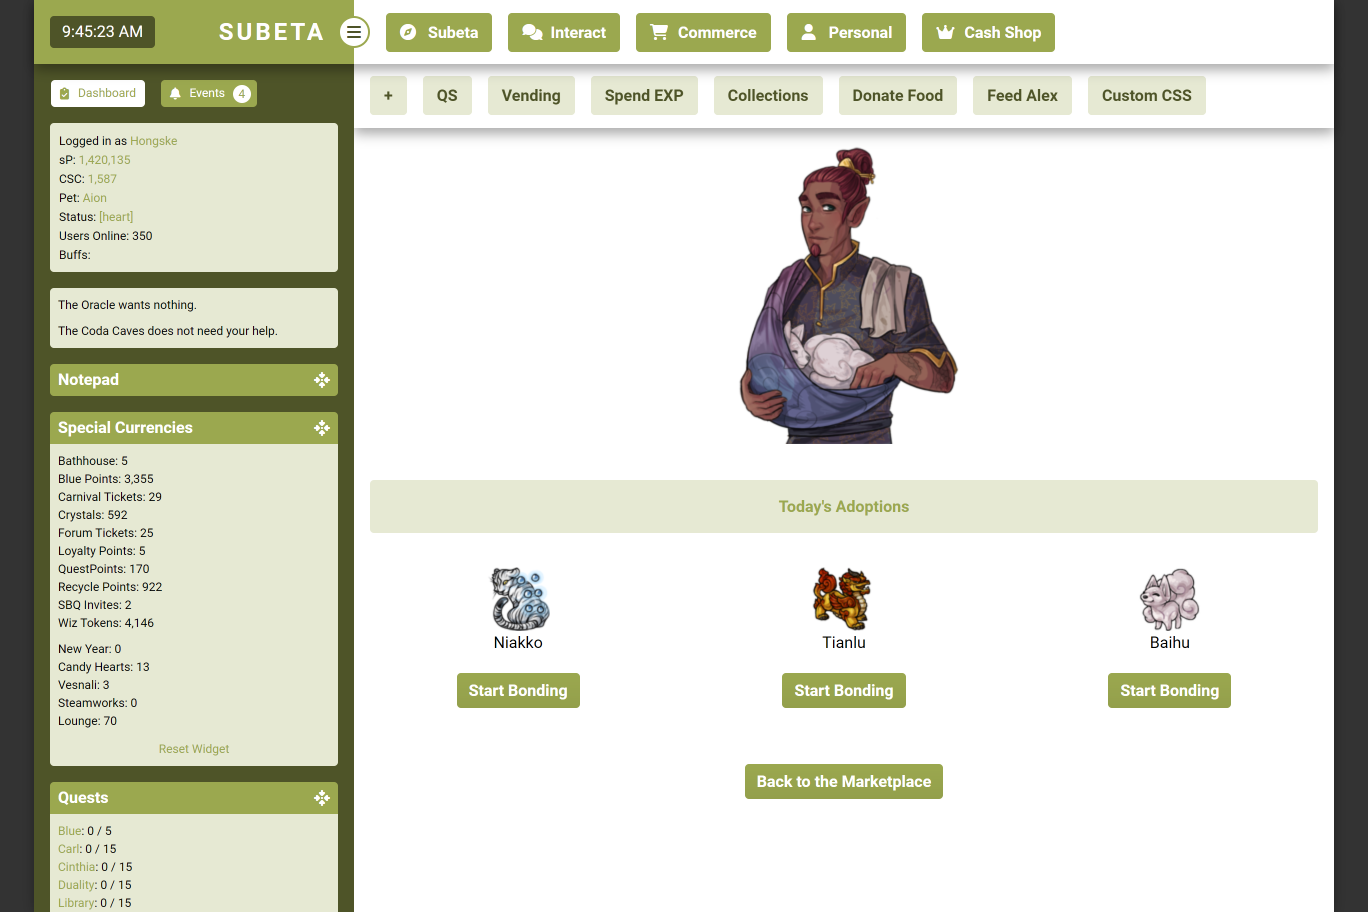 9:45:23 AM
SUBETA
Subeta
Interact
Commerce
Personal
Cash Shop
Dashboard
Events 4
+
QS
Vending
Spend EXP
Collections
Donate Food
Feed Alex
Custom CSS
Logged in as Hongske
sP: 1,420,135
CSC: 1,587
Pet: Aion
Status: [heart]
Users Online: 350
Buffs:
The Oracle wants nothing.
The Coda Caves does not need your help.
Notepad
Special Currencies
Bathhouse: 5
Blue Points: 3,355
Carnival Tickets: 29
Crystals: 592
Forum Tickets: 25
Loyalty Points: 5
QuestPoints: 170
Recycle Points: 922
SBQ Invites: 2
Wiz Tokens: 4,146
New Year: 0
Candy Hearts: 13
Vesnali: 3
Steamworks: 0
Lounge: 70
Reset Widget
Quests
Blue: 0 / 5
Carl: 0 / 15
Cinthia: 0 / 15
Duality: 0 / 15
Library: 0 / 15
Today's Adoptions
Niakko
Tianlu
Baihu
Start Bonding
Start Bonding
Start Bonding
Back to the Marketplace